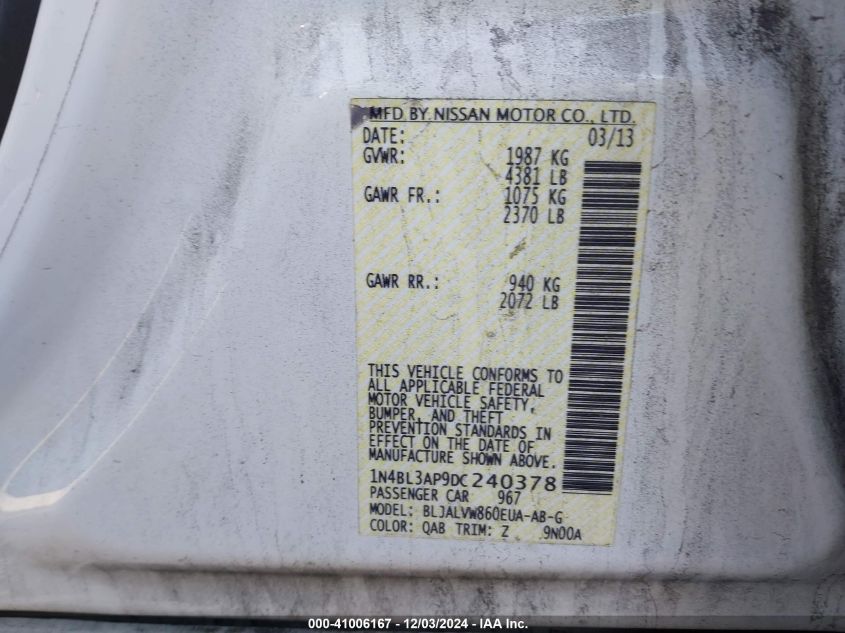 MFD BY NISSAN MOTOR CO., LTD.
DATE: 03/13
GVWR: 1987 KG
4381 LB
GAWR FR.: 1075 KG
2370 LB
GAWR RR.: 940 KG
2072 LB
THIS VEHICLE CONFORMS TO
ALL APPLICABLE FEDERAL
MOTOR VEHICLE SAFETY,
BUMPER, AND THEFT
PREVENTION STANDARDS IN
EFFECT ON THE DATE OF
MANUFACTURE SHOWN ABOVE.
1N4BL3AP9DC240378
PASSENGER CAR 967
MODEL: BLJALVW860EUA-AB-G
COLOR: QAB TRIM: Z 9N00A
000-41006167 - 12/03/2024 - IAA Inc.